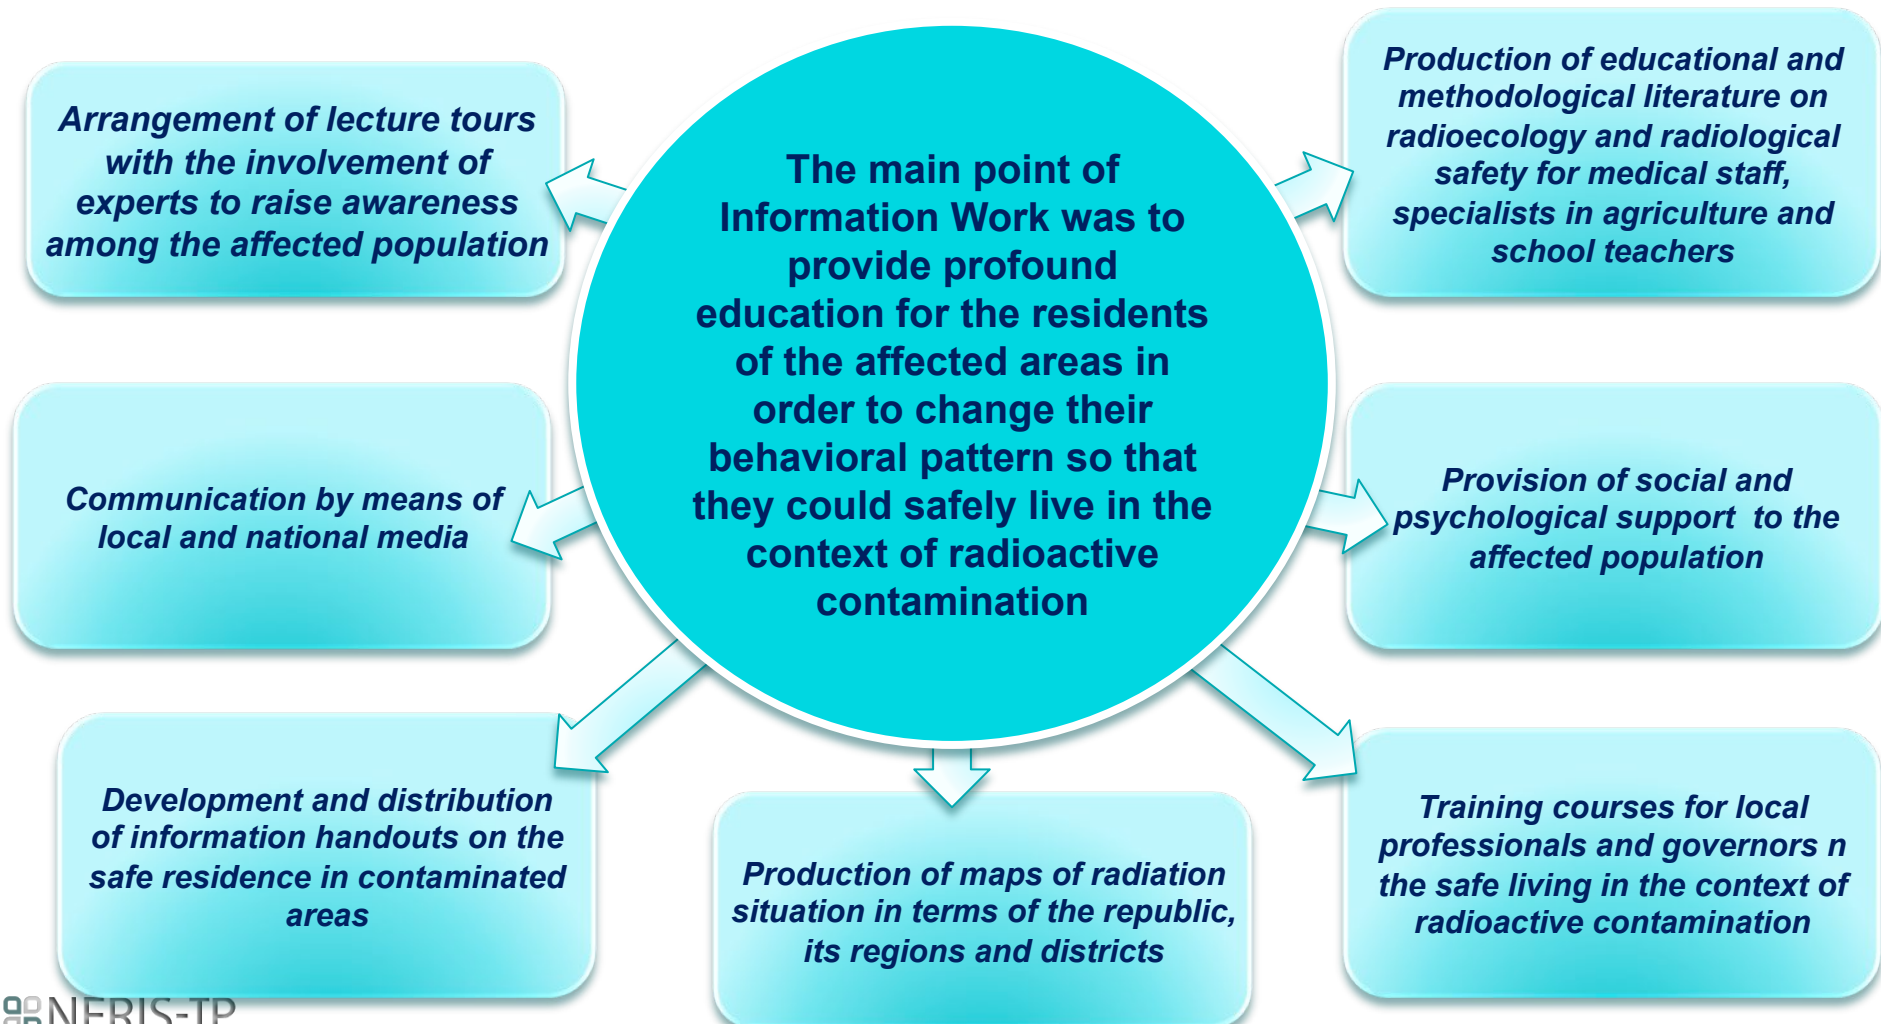 Arrangement of lecture tours
with the involvement of
experts to raise awareness
among the affected population
The main point of
Information Work was to
provide profound
education for the residents
of the affected areas in
order to change their
behavioral pattern so that
they could safely live in the
context of radioactive
contamination
Production of educational and
methodological literature on
radioecology and radiological
safety for medical staff,
specialists in agriculture and
school teachers
Communication by means of
local and national media
Provision of social and
psychological support to the
affected population
Development and distribution
of information handouts on the
safe residence in contaminated
areas
Production of maps of radiation
situation in terms of the republic,
its regions and districts
Training courses for local
professionals and governors n
the safe living in the context of
radioactive contamination
NERIS-TP